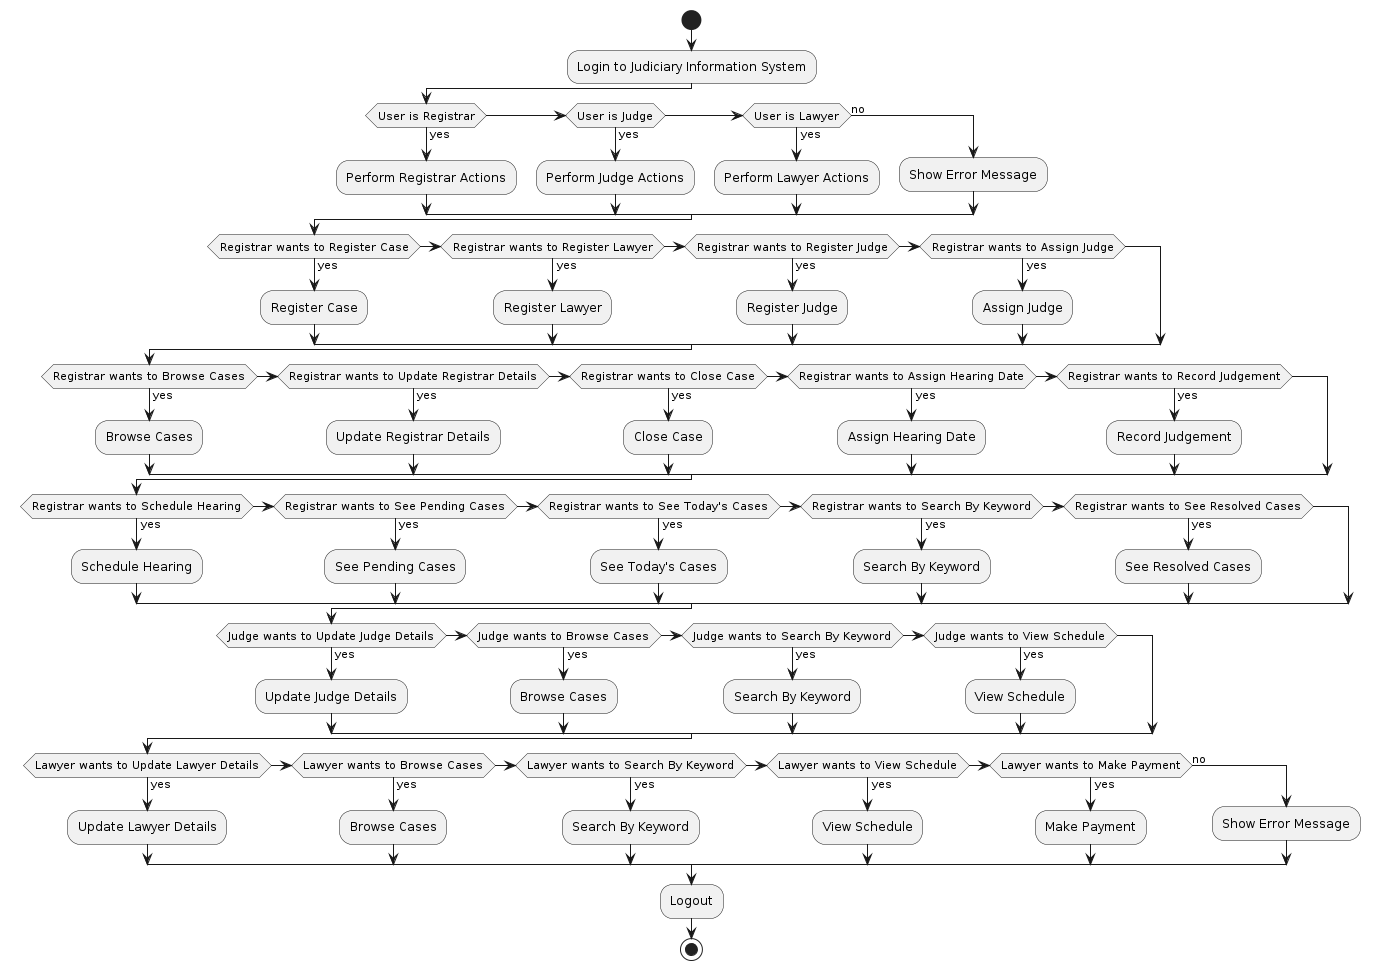 Login to Judiciary Information System
User is Registrar
User is Judge
User is Lawyer
no
yes
yes
yes
Perform Registrar Actions
Perform Judge Actions
Perform Lawyer Actions
Show Error Message
Registrar wants to Register Case
Registrar wants to Register Lawyer
Registrar wants to Register Judge
Registrar wants to Assign Judge
yes
yes
yes
yes
Register Case
Register Lawyer
Register Judge
Assign Judge
Registrar wants to Browse Cases
Registrar wants to Update Registrar Details
Registrar wants to Close Case
Registrar wants to Assign Hearing Date
Registrar wants to Record Judgement
yes
yes
yes
yes
yes
Browse Cases
Update Registrar Details
Close Case
Assign Hearing Date
Record Judgement
Registrar wants to Schedule Hearing
Registrar wants to See Pending Cases
Registrar wants to See Today's Cases
Registrar wants to Search By Keyword
Registrar wants to See Resolved Cases
yes
yes
yes
yes
yes
Schedule Hearing
See Pending Cases
See Today's Cases
Search By Keyword
See Resolved Cases
Judge wants to Update Judge Details
Judge wants to Browse Cases
Judge wants to Search By Keyword
Judge wants to View Schedule
yes
yes
yes
yes
Update Judge Details
Browse Cases
Search By Keyword
View Schedule
Lawyer wants to Update Lawyer Details
Lawyer wants to Browse Cases
Lawyer wants to Search By Keyword
Lawyer wants to View Schedule
Lawyer wants to Make Payment
no
yes
yes
yes
yes
yes
Update Lawyer Details
Browse Cases
Search By Keyword
View Schedule
Make Payment
Show Error Message
Logout